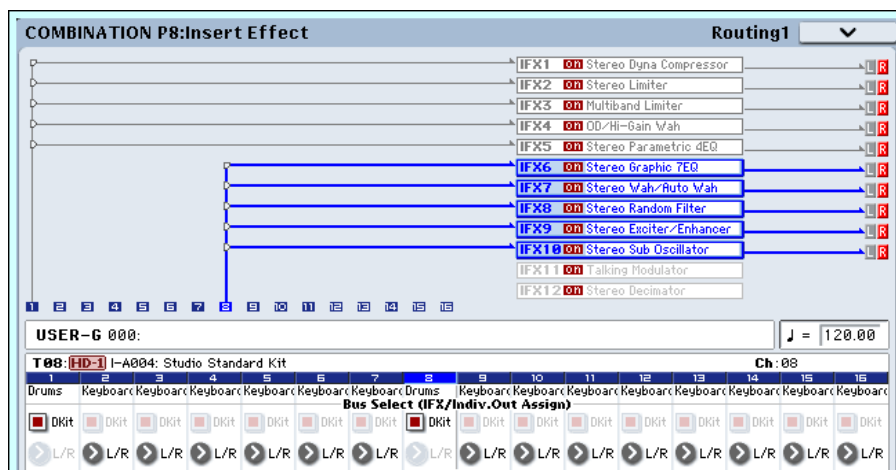 COMBINATION P8:Insert Effect Routing1
IFX1 on Stereo Dyna Compressor L R
IFX2 on Stereo Limiter L R
IFX3 on Multiband Limiter L R
IFX4 on OD/Hi-Gain Wah L R
IFX5 on Stereo Parametric 4EQ L R
IFX6 on Stereo Graphic 7EQ L R
IFX7 on Stereo Wah/Auto Wah L R
IFX8 on Stereo Random Filter L R
IFX9 on Stereo Exciter/Enhancer L R
IFX10 on Stereo Sub Oscillator L R
IFX11 on Talking Modulator
IFX12 on Stereo Decimator
1 2 3 4 5 6 7 8 9 10 11 12 13 14 15 16
USER-G 000: ♩ = 120.00
T08: HD-1 I-A004: Studio Standard Kit Ch:08
1 2 3 4 5 6 7 8 9 10 11 12 13 14 15 16
Drums Keyboard Keyboard Keyboard Keyboard Keyboard Keyboard Drums Keyboard Keyboard Keyboard Keyboard Keyboard Keyboard Keyboard Keyboard
Bus Select (IFX/Indiv.Out Assign)
DKit DKit DKit DKit DKit DKit DKit DKit DKit DKit DKit DKit DKit DKit DKit DKit
L/R L/R L/R L/R L/R L/R L/R L/R L/R L/R L/R L/R L/R L/R L/R L/R